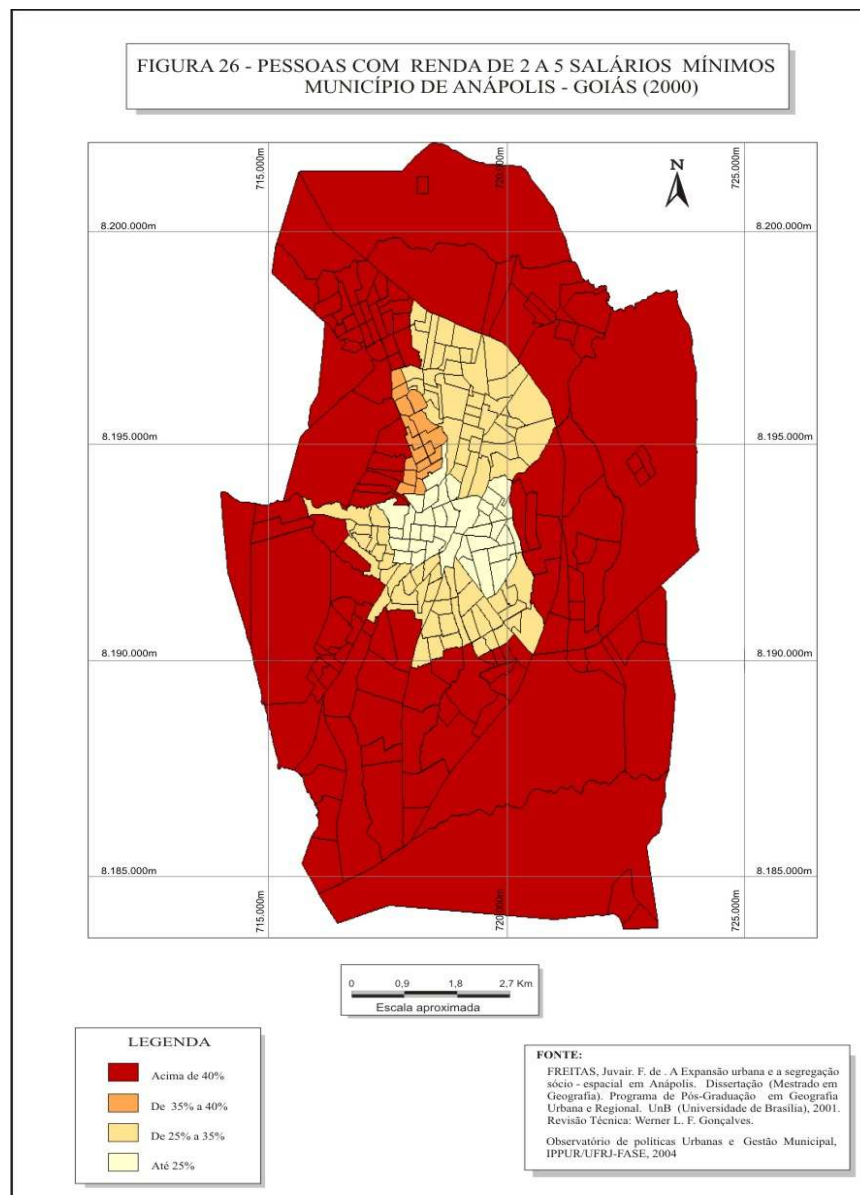 FIGURA 26 - PESSOAS COM RENDA DE 2 A 5 SALÁRIOS MÍNIMOS
MUNICÍPIO DE ANÁPOLIS - GOIÁS (2000)
715.000m
720.000m
725.000m
N
8.200.000m
8.200.000m
8.195.000m
8.195.000m
8.190.000m
8.190.000m
8.185.000m
8.185.000m
715.000m
720.000m
725.000m
0 0,9 1,8 2,7 Km
Escala aproximada
LEGENDA
Acima de 40%
De 35% a 40%
De 25% a 35%
Até 25%
FONTE:
FREITAS, Juvair. F. de . A Expansão urbana e a segregação
sócio - espacial em Anápolis. Dissertação (Mestrado em
Geografia). Programa de Pós-Graduação em Geografia
Urbana e Regional. UnB (Universidade de Brasília), 2001.
Revisão Técnica: Werner L. F. Gonçalves.
Observatório de políticas Urbanas e Gestão Municipal,
IPPUR/UFRJ-FASE, 2004